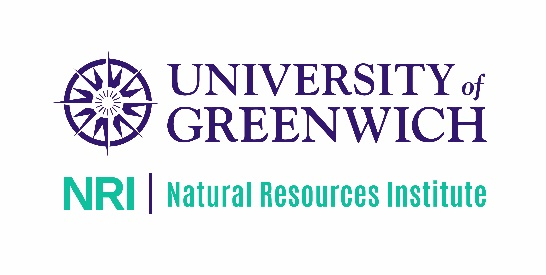 UNIVERSITY of
GREENWICH
NRI | Natural Resources Institute